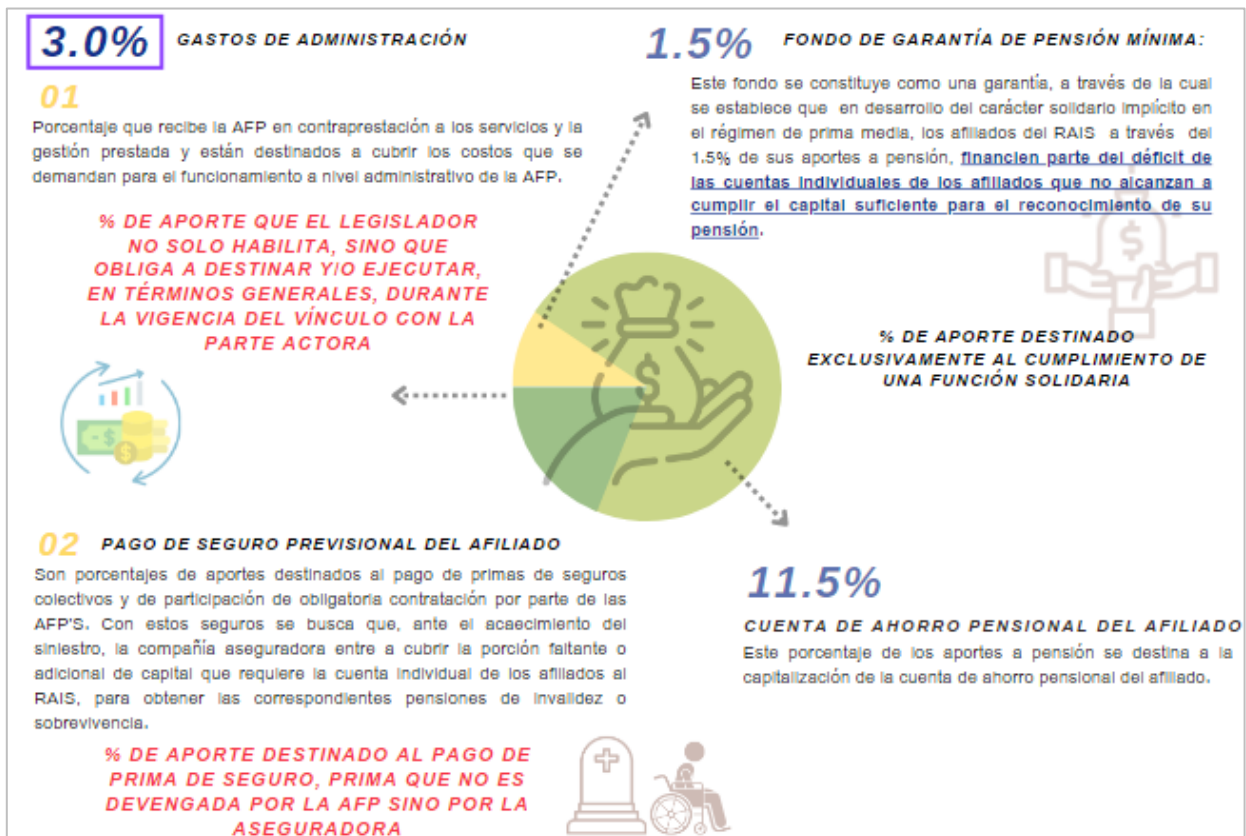 3.0% GASTOS DE ADMINISTRACIÓN
01
Porcentaje que recibe la AFP en contraprestación a los servicios y la
gestión prestada y están destinados a cubrir los costos que se
demandan para el funcionamiento a nivel administrativo de la AFP.
% DE APORTE QUE EL LEGISLADOR
NO SOLO HABILITA, SINO QUE
OBLIGA A DESTINAR Y/O EJECUTAR,
EN TÉRMINOS GENERALES, DURANTE
LA VIGENCIA DEL VÍNCULO CON LA
PARTE ACTORA
1.5% FONDO DE GARANTÍA DE PENSIÓN MÍNIMA:
Este fondo se constituye como una garantía, a través de la cual
se establece que en desarrollo del carácter solidario implícito en
el régimen de prima media, los afiliados del RAIS a través del
1.5% de sus aportes a pensión, financien parte del déficit de
las cuentas individuales de los afiliados que no alcanzan a
cumplir el capital suficiente para el reconocimiento de su
pensión.
$
% DE APORTE DESTINADO
EXCLUSIVAMENTE AL CUMPLIMIENTO DE
UNA FUNCIÓN SOLIDARIA
$
-$
$
02 PAGO DE SEGURO PREVISIONAL DEL AFILIADO
Son porcentajes de aportes destinados al pago de primas de seguros
colectivos y de participación de obligatoria contratación por parte de las
AFP'S. Con estos seguros se busca que, ante el acaecimiento del
siniestro, la compañía aseguradora entre a cubrir la porción faltante o
adicional de capital que requiere la cuenta individual de los afiliados al
RAIS, para obtener las correspondientes pensiones de invalidez o
sobrevivencia.
% DE APORTE DESTINADO AL PAGO DE
PRIMA DE SEGURO, PRIMA QUE NO ES
DEVENGADA POR LA AFP SINO POR LA
ASEGURADORA
11.5%
CUENTA DE AHORRO PENSIONAL DEL AFILIADO
Este porcentaje de los aportes a pensión se destina a la
capitalización de la cuenta de ahorro pensional del afiliado.